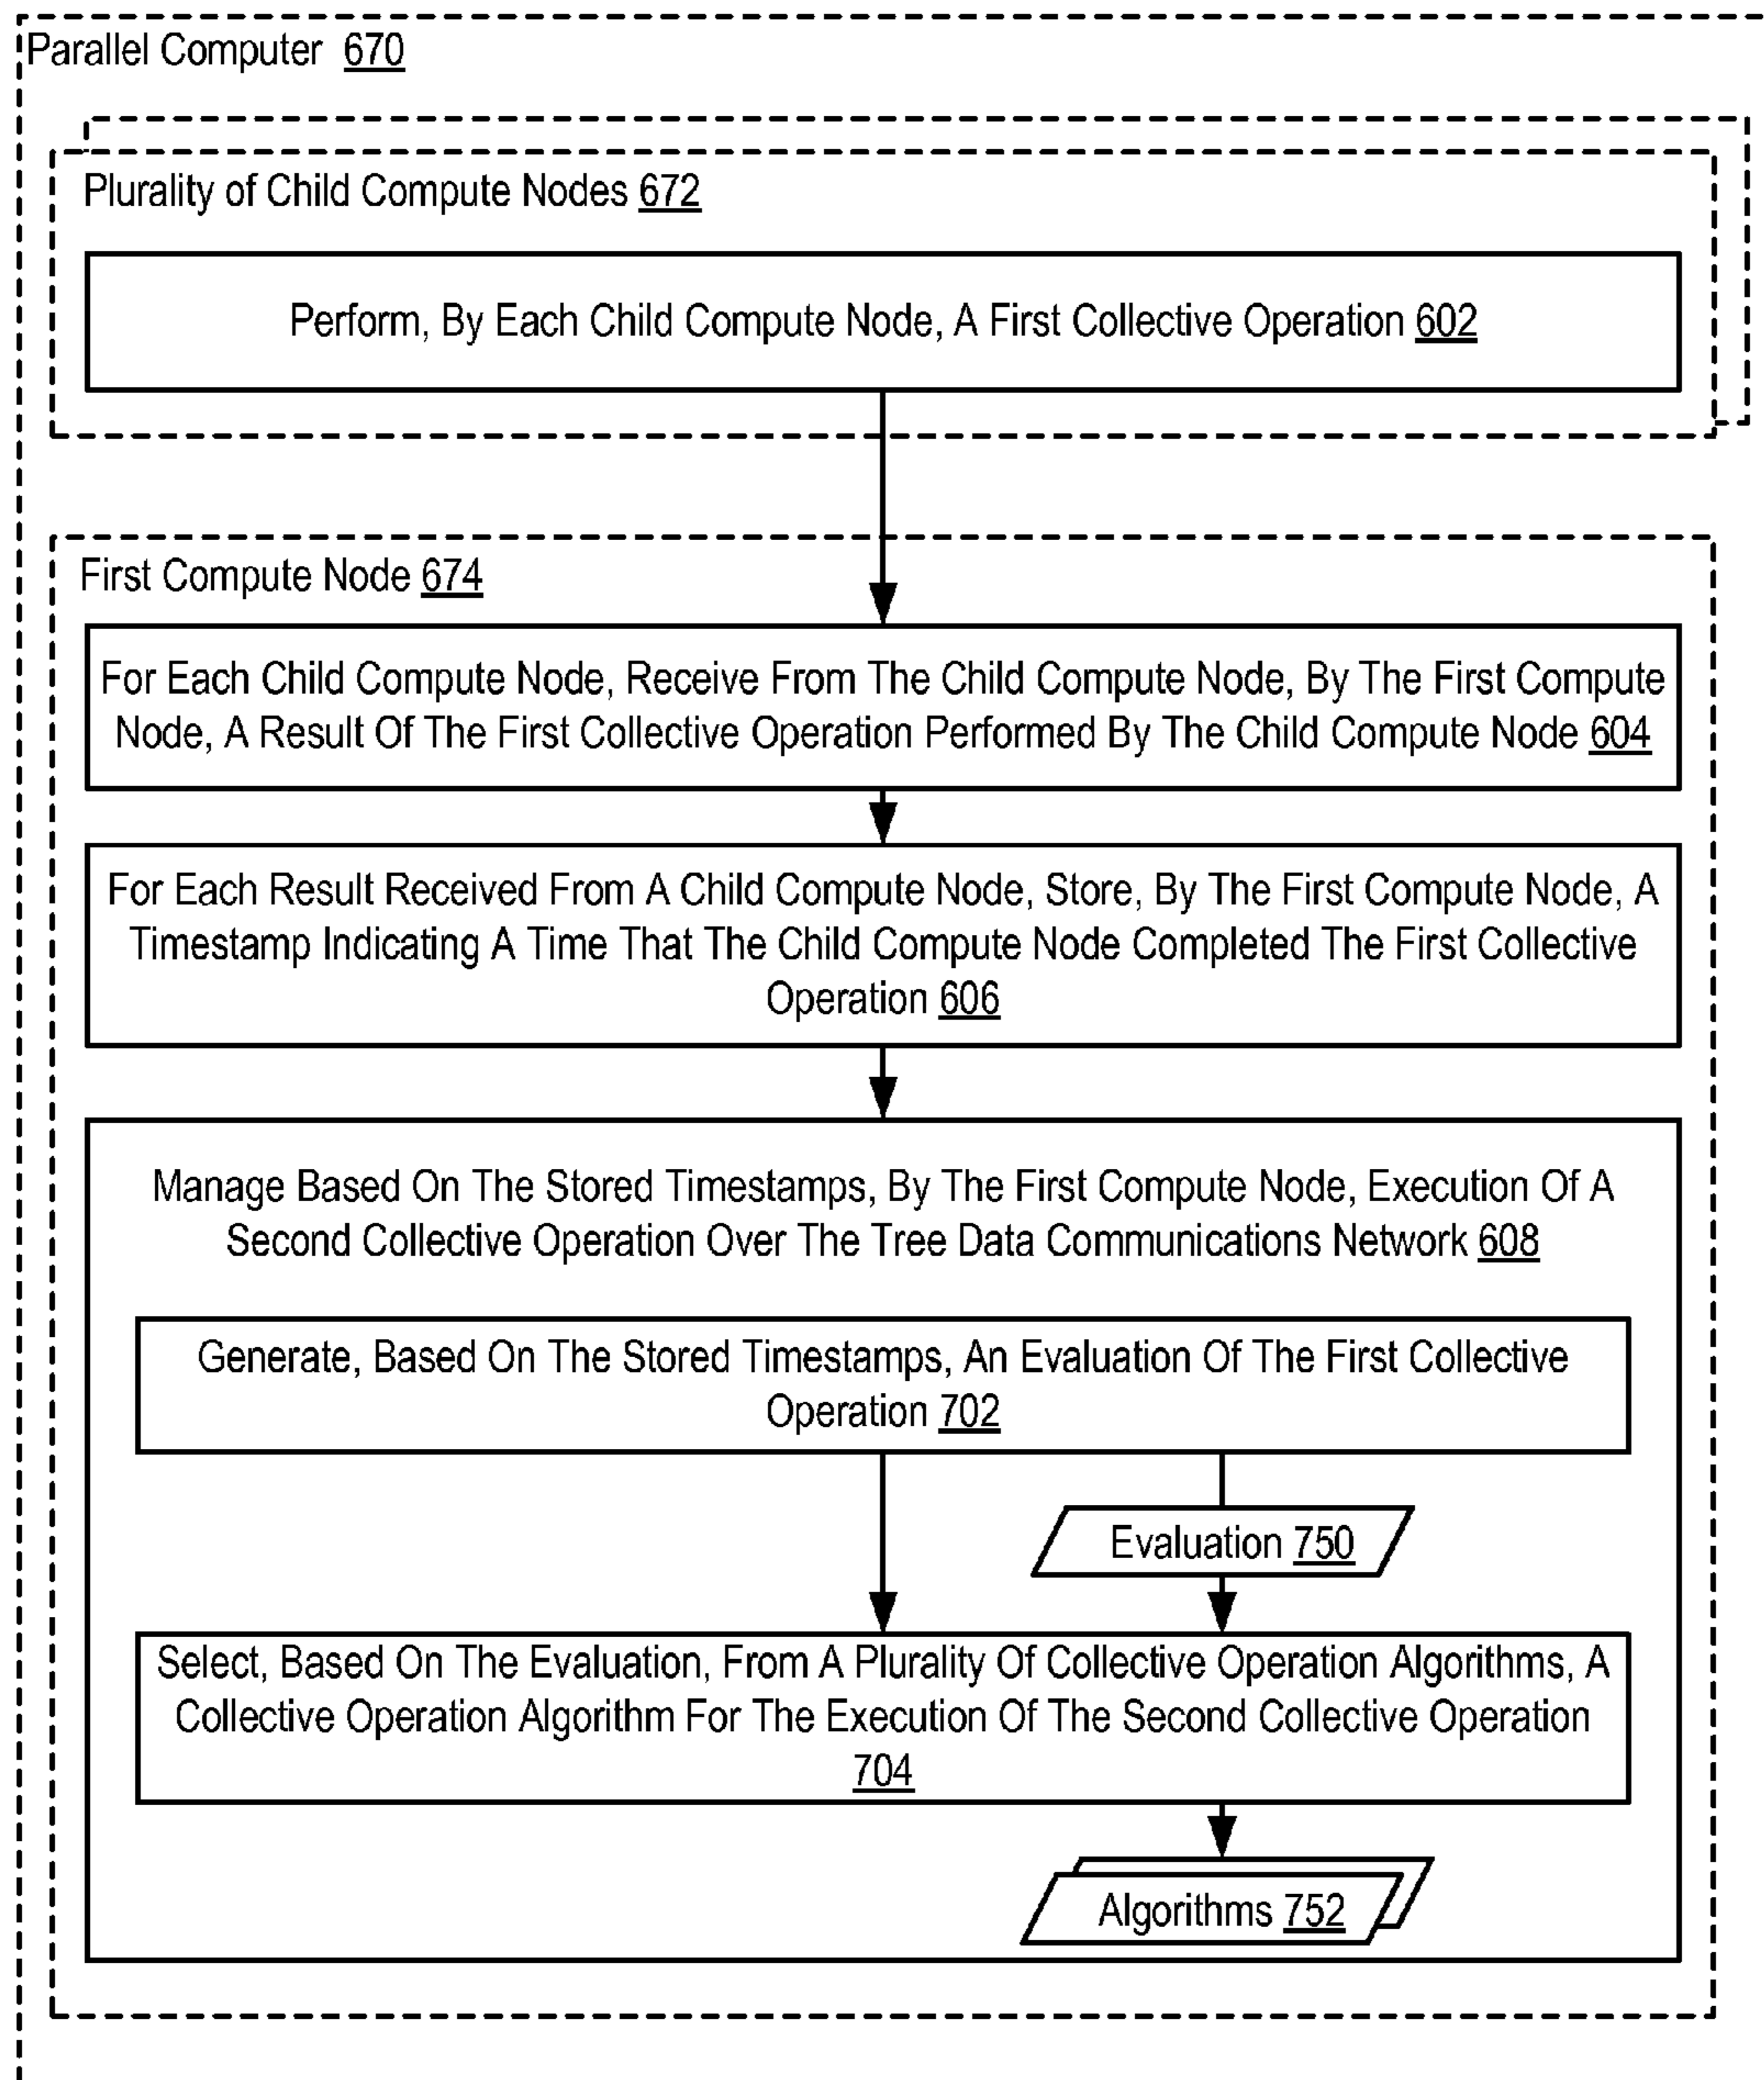 Parallel Computer 670
Plurality of Child Compute Nodes 672
Perform, By Each Child Compute Node, A First Collective Operation 602
First Compute Node 674
For Each Child Compute Node, Receive From The Child Compute Node, By The First Compute
Node, A Result Of The First Collective Operation Performed By The Child Compute Node 604
For Each Result Received From A Child Compute Node, Store, By The First Compute Node, A
Timestamp Indicating A Time That The Child Compute Node Completed The First Collective
Operation 606
Manage Based On The Stored Timestamps, By The First Compute Node, Execution Of A
Second Collective Operation Over The Tree Data Communications Network 608
Generate, Based On The Stored Timestamps, An Evaluation Of The First Collective
Operation 702
Evaluation 750
Select, Based On The Evaluation, From A Plurality Of Collective Operation Algorithms, A
Collective Operation Algorithm For The Execution Of The Second Collective Operation
704
Algorithms 752